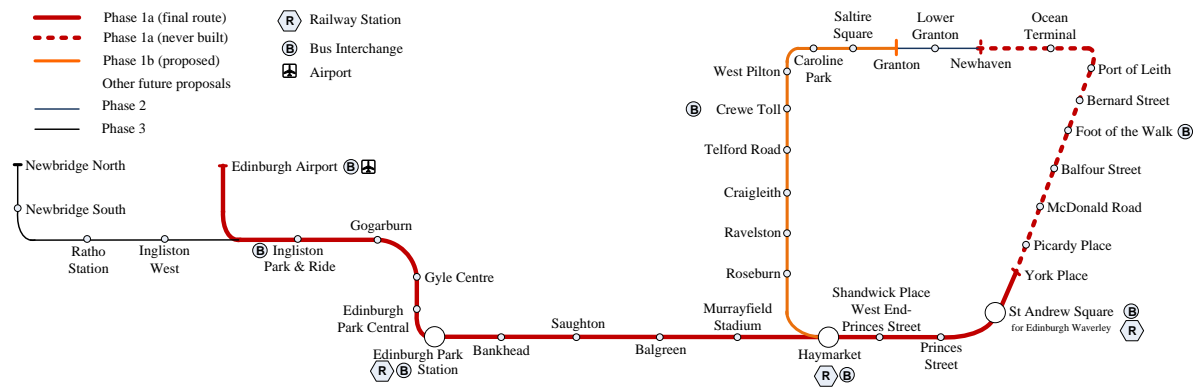 Phase 1a (final route)
Phase 1a (never built)
Phase 1b (proposed)
Other future proposals
Phase 2
Phase 3
R Railway Station
B Bus Interchange
Airport
Saltire
Square
Lower
Granton
Ocean
Terminal
Caroline
Park
Granton
Newhaven
West Pilton
Port of Leith
B Crewe Toll
Bernard Street
Foot of the Walk B
Telford Road
Newbridge North
Edinburgh Airport B
Balfour Street
Craigleith
Newbridge South
McDonald Road
Gogarburn
Ravelston
Picardy Place
Ratho
Station
Ingliston
West
B Ingliston
Park & Ride
Gyle Centre
Roseburn
York Place
Edinburgh
Park Central
Murrayfield
Stadium
Shandwick Place
West End-
Princes Street
St Andrew Square B
for Edinburgh Waverley R
Saughton
Edinburgh Park
Station
R B
Bankhead
Balgreen
Haymarket
R B
Princes
Street